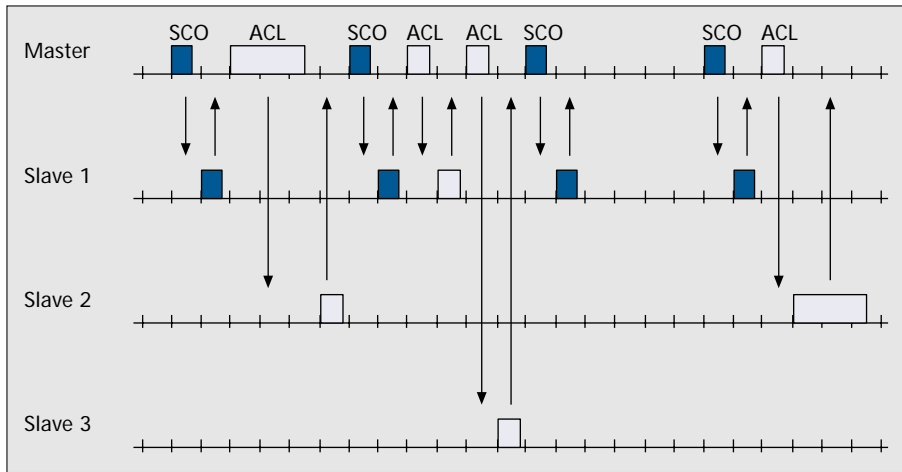 SCO ACL SCO ACL ACL SCO SCO ACL
Master
Slave 1
Slave 2
Slave 3